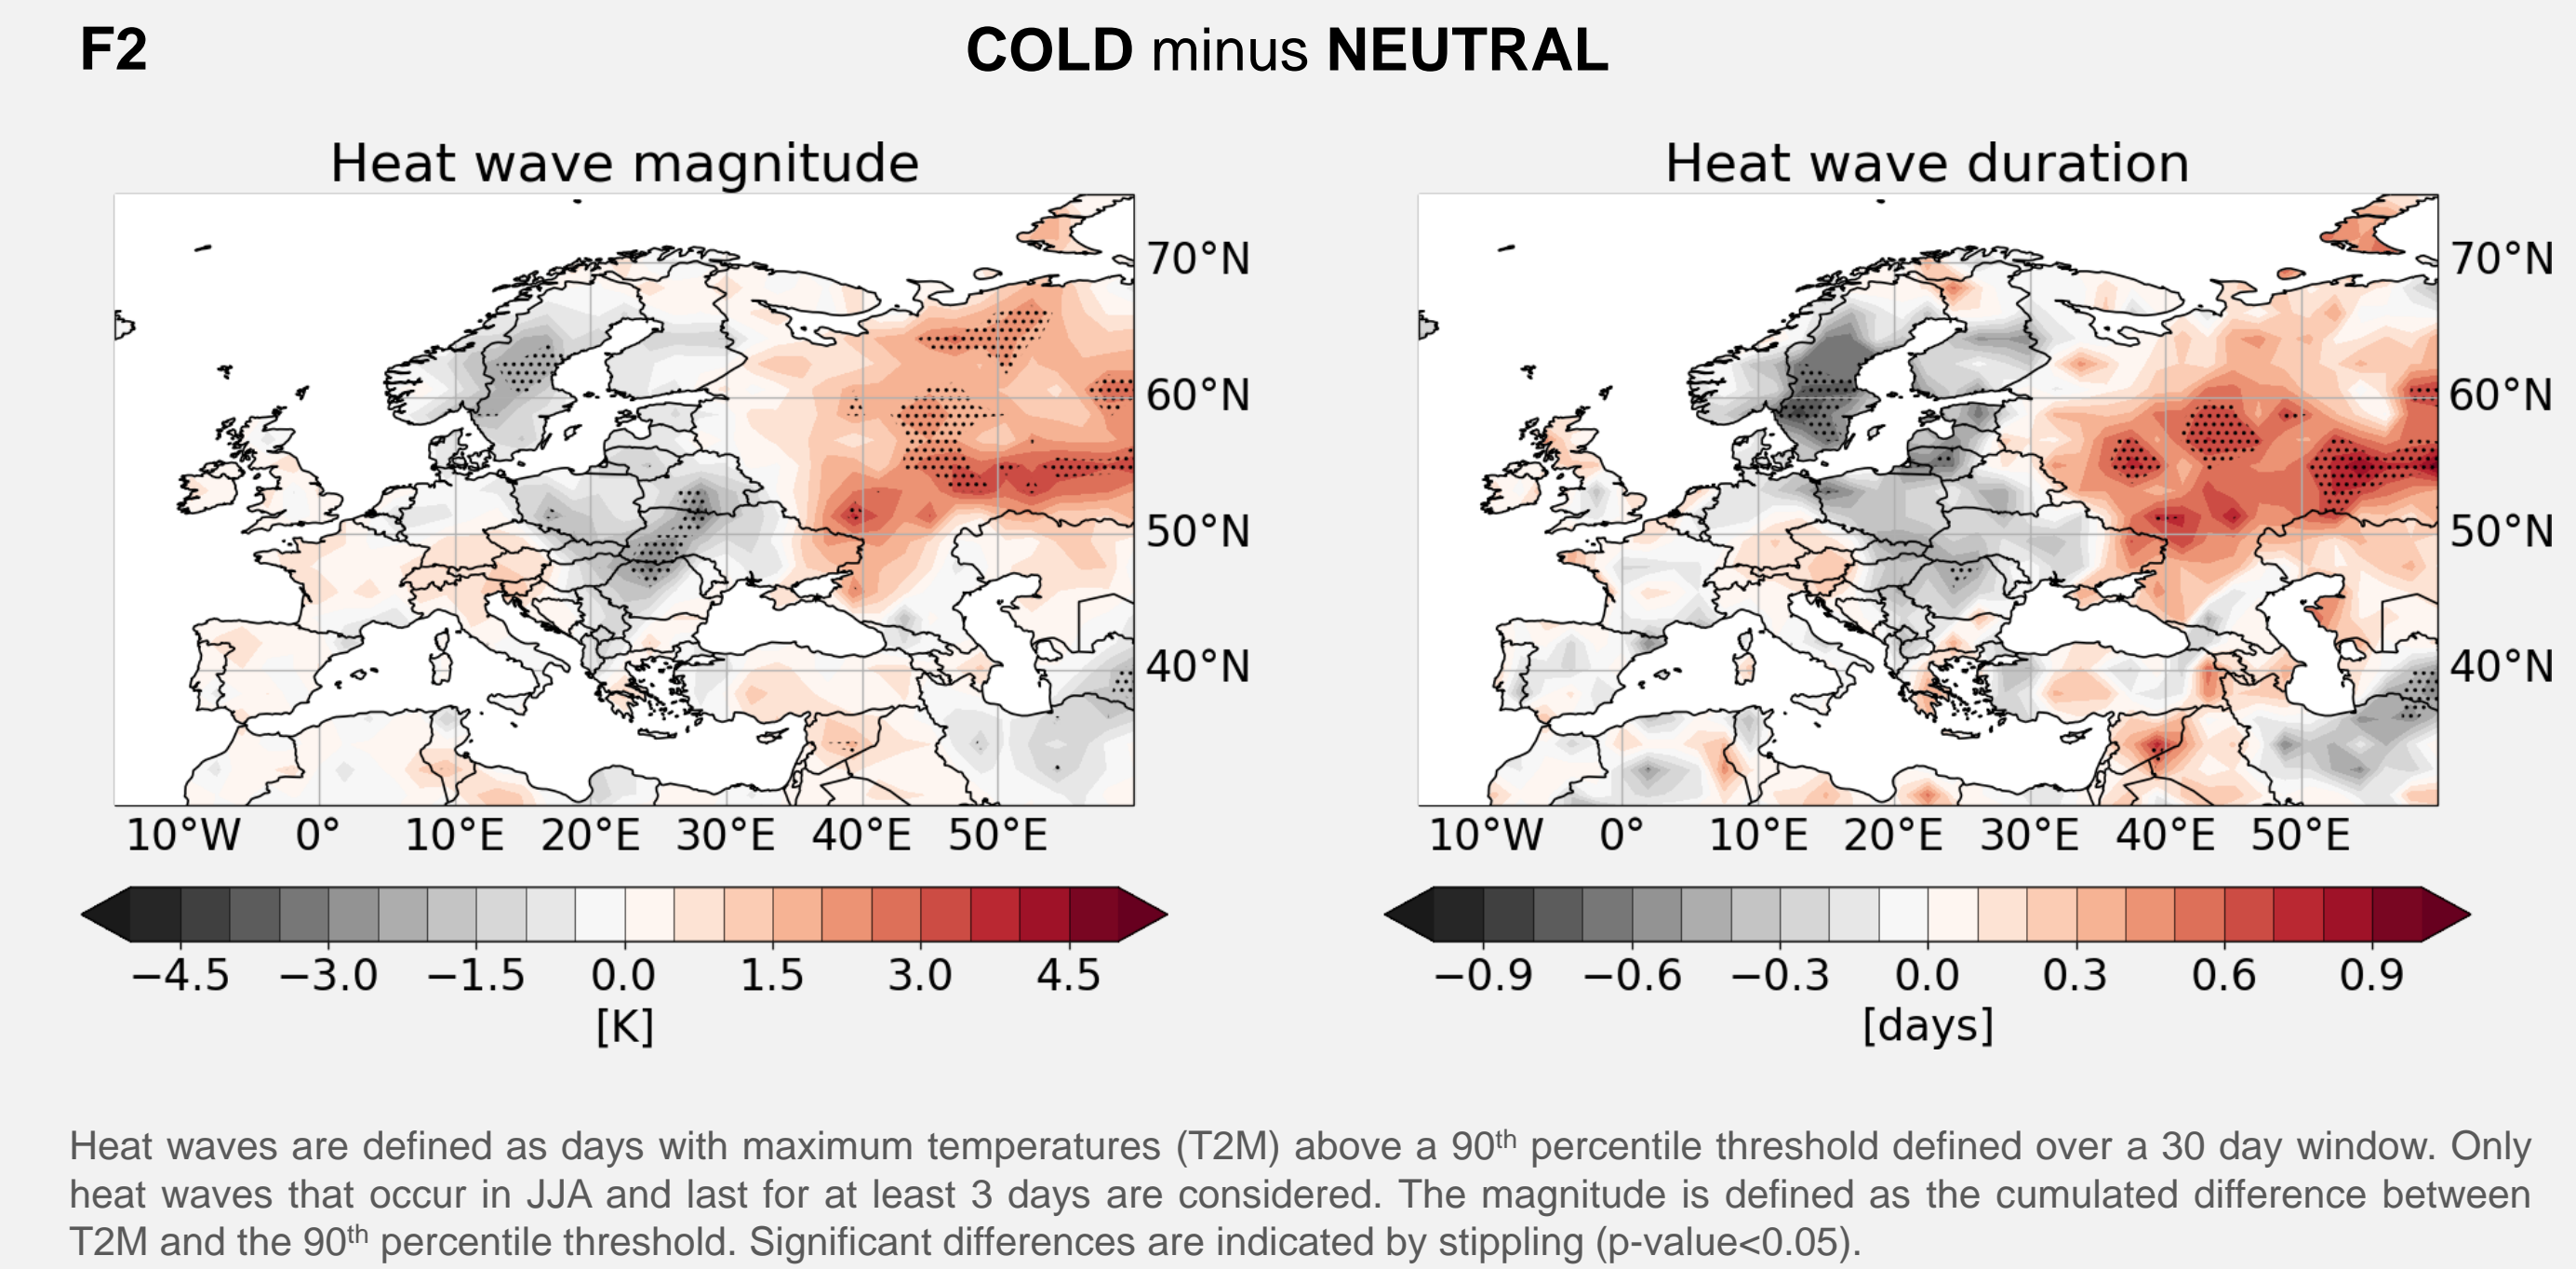 F2
COLD minus NEUTRAL
Heat wave magnitude
Heat wave duration
70°N
60°N
50°N
40°N
10°W 0° 10°E 20°E 30°E 40°E 50°E
−4.5 −3.0 −1.5 0.0 1.5 3.0 4.5
[K]
70°N
60°N
50°N
40°N
10°W 0° 10°E 20°E 30°E 40°E 50°E
−0.9 −0.6 −0.3 0.0 0.3 0.6 0.9
[days]
Heat waves are defined as days with maximum temperatures (T2M) above a 90th percentile threshold defined over a 30 day window. Only
heat waves that occur in JJA and last for at least 3 days are considered. The magnitude is defined as the cumulated difference between
T2M and the 90th percentile threshold. Significant differences are indicated by stippling (p-value<0.05).